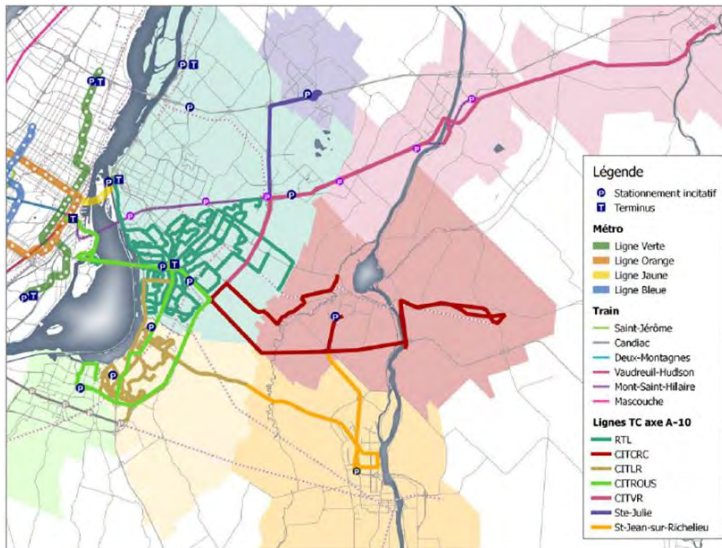 P T
P
P
P T
T
P
P
P
P
P
P
P
P
P T
P
P
P
P
P
P
Légende
P Stationnement incitatif
T Terminus
Métro
Ligne Verte
Ligne Orange
Ligne Jaune
Ligne Bleue
Train
Saint-Jérôme
Candiac
Deux-Montagnes
Vaudreuil-Hudson
Mont-Saint-Hilaire
Mascouche
Lignes TC axe A-10
RTL
CITCRC
CITLR
CITROUS
CITVR
Ste-Julie
St-Jean-sur-Richelieu